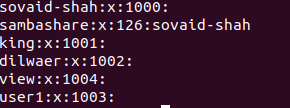 sovaid-shah:x:1000:
sambashare:x:126:sovaid-shah
king:x:1001:
dilwaer:x:1002:
view:x:1004:
user1:x:1003: